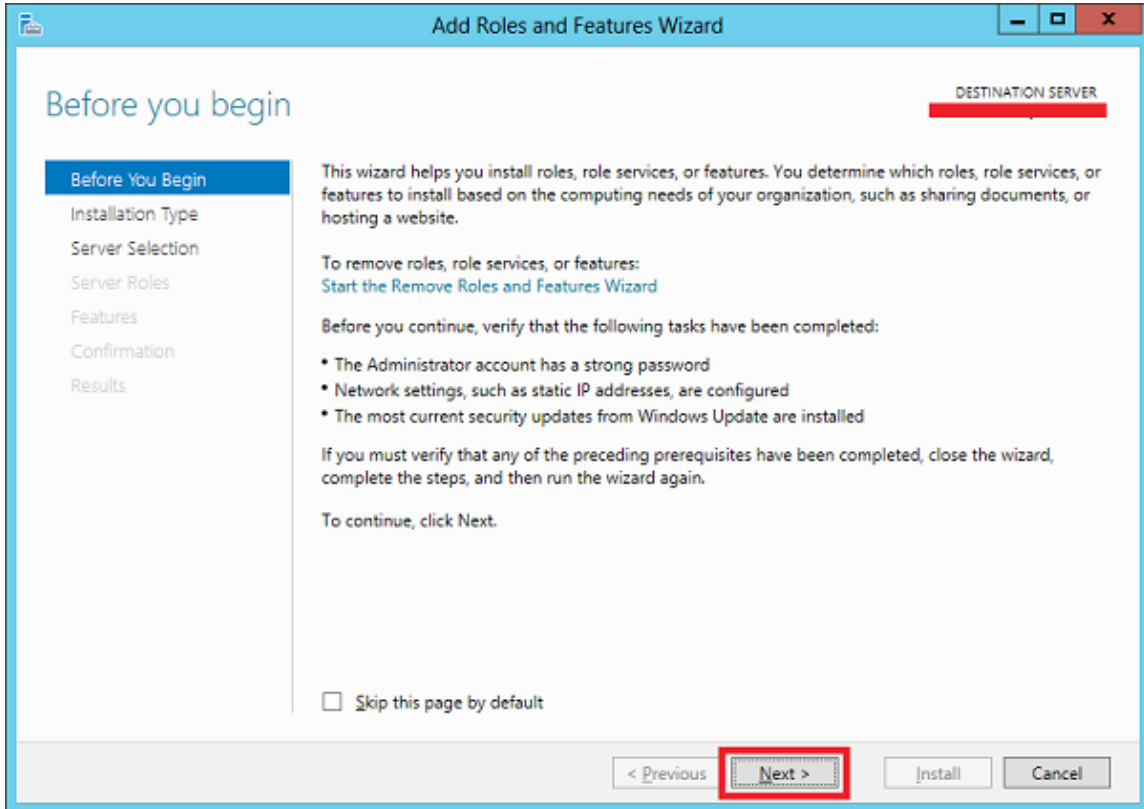 Add Roles and Features Wizard
Before you begin
DESTINATION SERVER
Before You Begin
Installation Type
Server Selection
Server Roles
Features
Confirmation
Results
This wizard helps you install roles, role services, or features. You determine which roles, role services, or
features to install based on the computing needs of your organization, such as sharing documents, or
hosting a website.
To remove roles, role services, or features:
Start the Remove Roles and Features Wizard
Before you continue, verify that the following tasks have been completed:
• The Administrator account has a strong password
• Network settings, such as static IP addresses, are configured
• The most current security updates from Windows Update are installed
If you must verify that any of the preceding prerequisites have been completed, close the wizard,
complete the steps, and then run the wizard again.
To continue, click Next.
Skip this page by default
< Previous
Next >
Install
Cancel